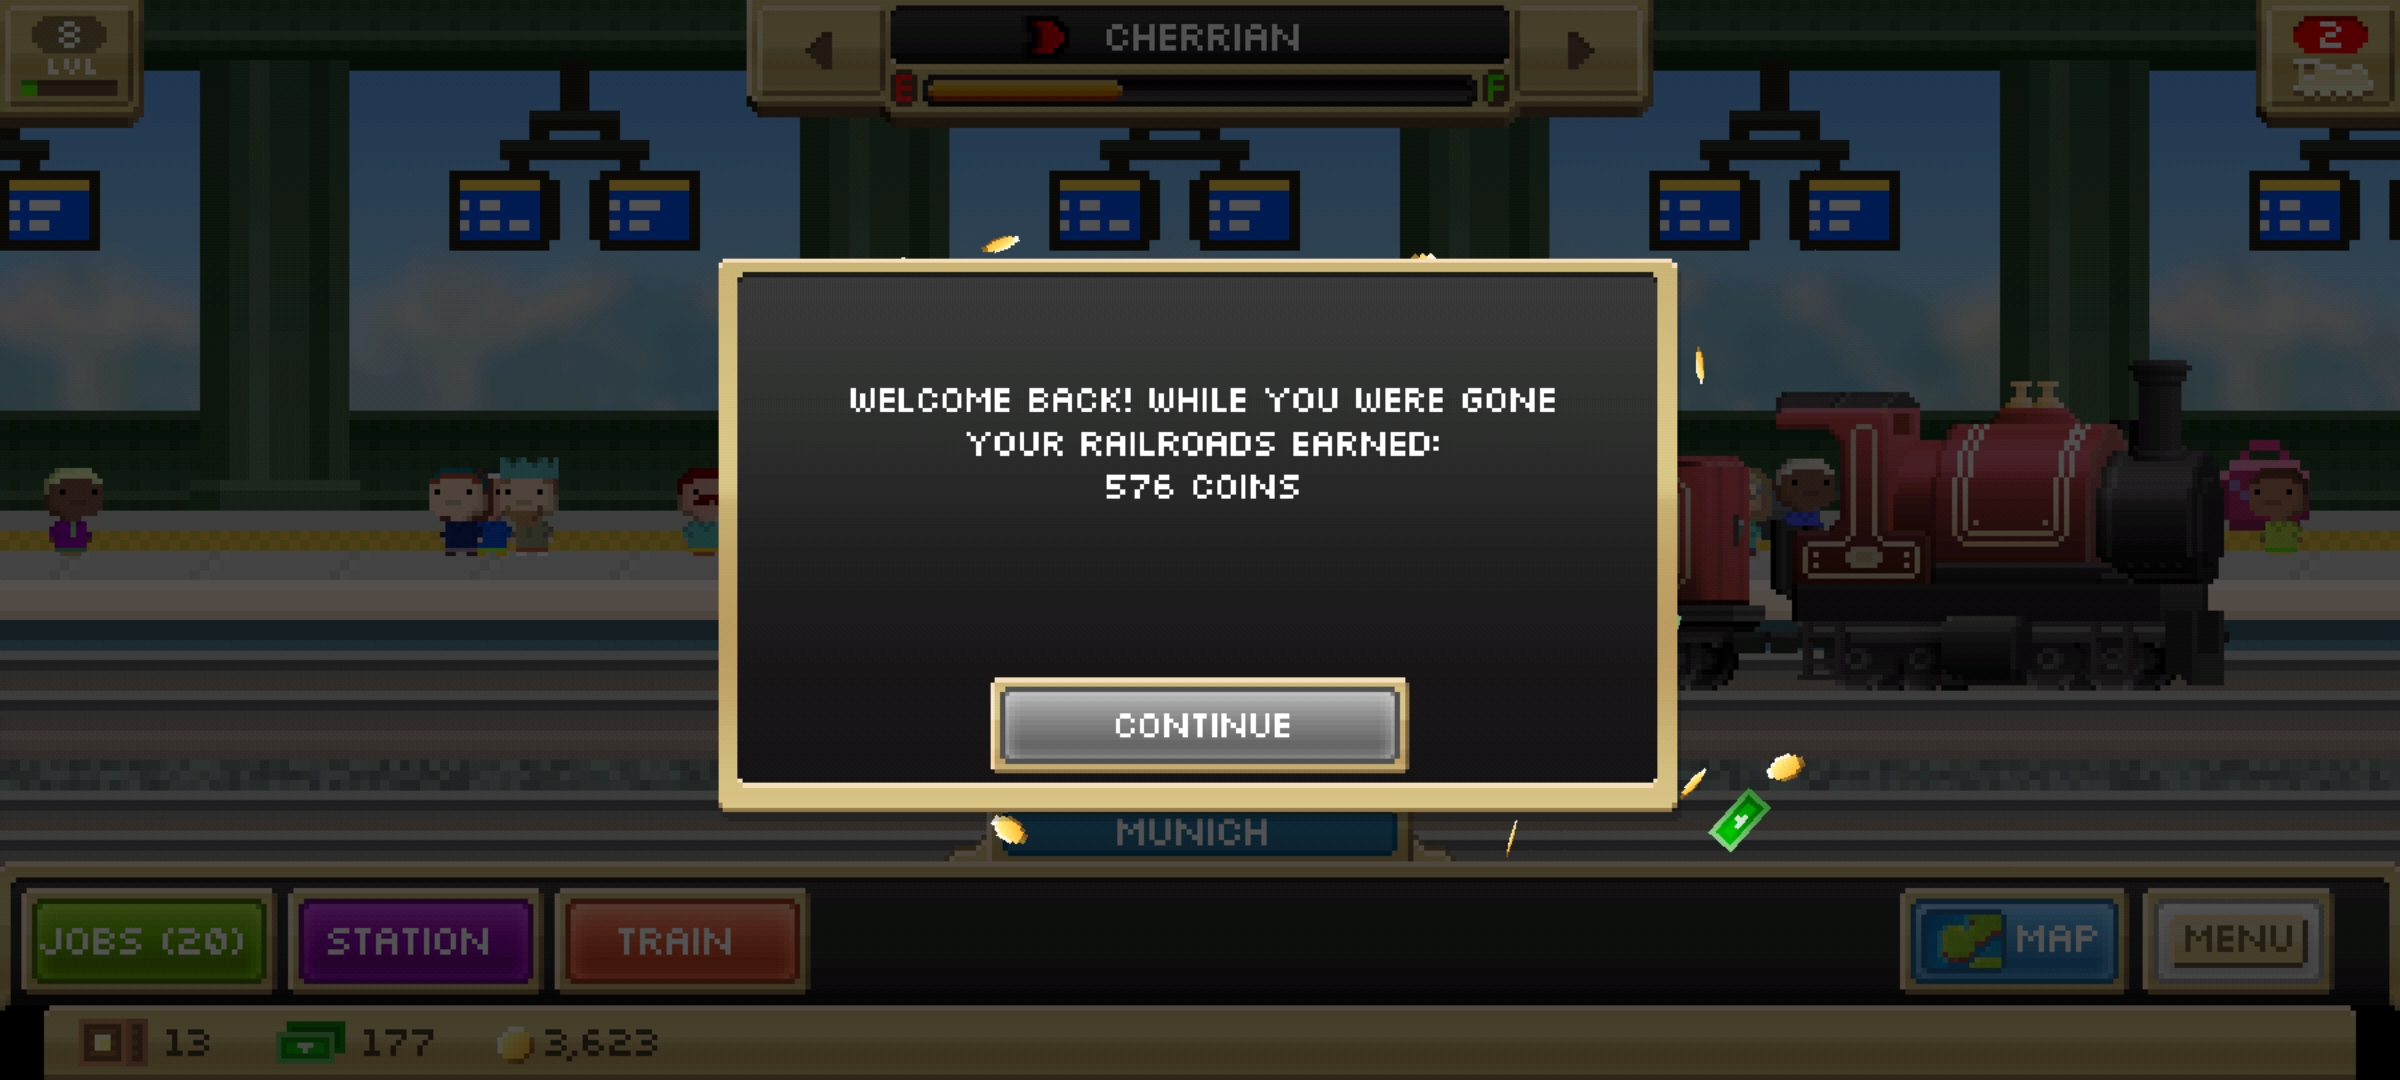 8
LVL
CHERRIAN
E F
2
WELCOME BACK! WHILE YOU WERE GONE
YOUR RAILROADS EARNED:
576 COINS
CONTINUE
MUNICH
JOBS (20) STATION TRAIN MAP MENU
13 177 3,623